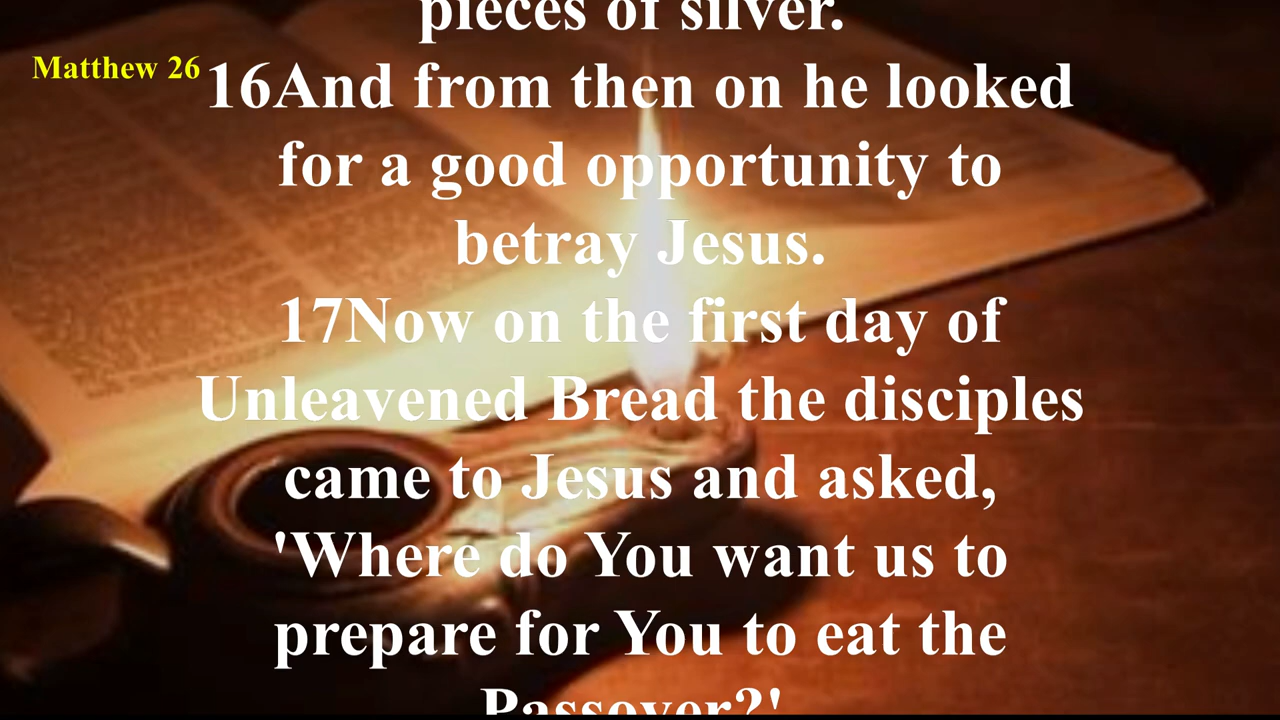 pieces of silver.
Matthew 26
16And from then on he looked
for a good opportunity to
betray Jesus.
17Now on the first day of
Unleavened Bread the disciples
came to Jesus and asked,
'Where do You want us to
prepare for You to eat the
Passover?'